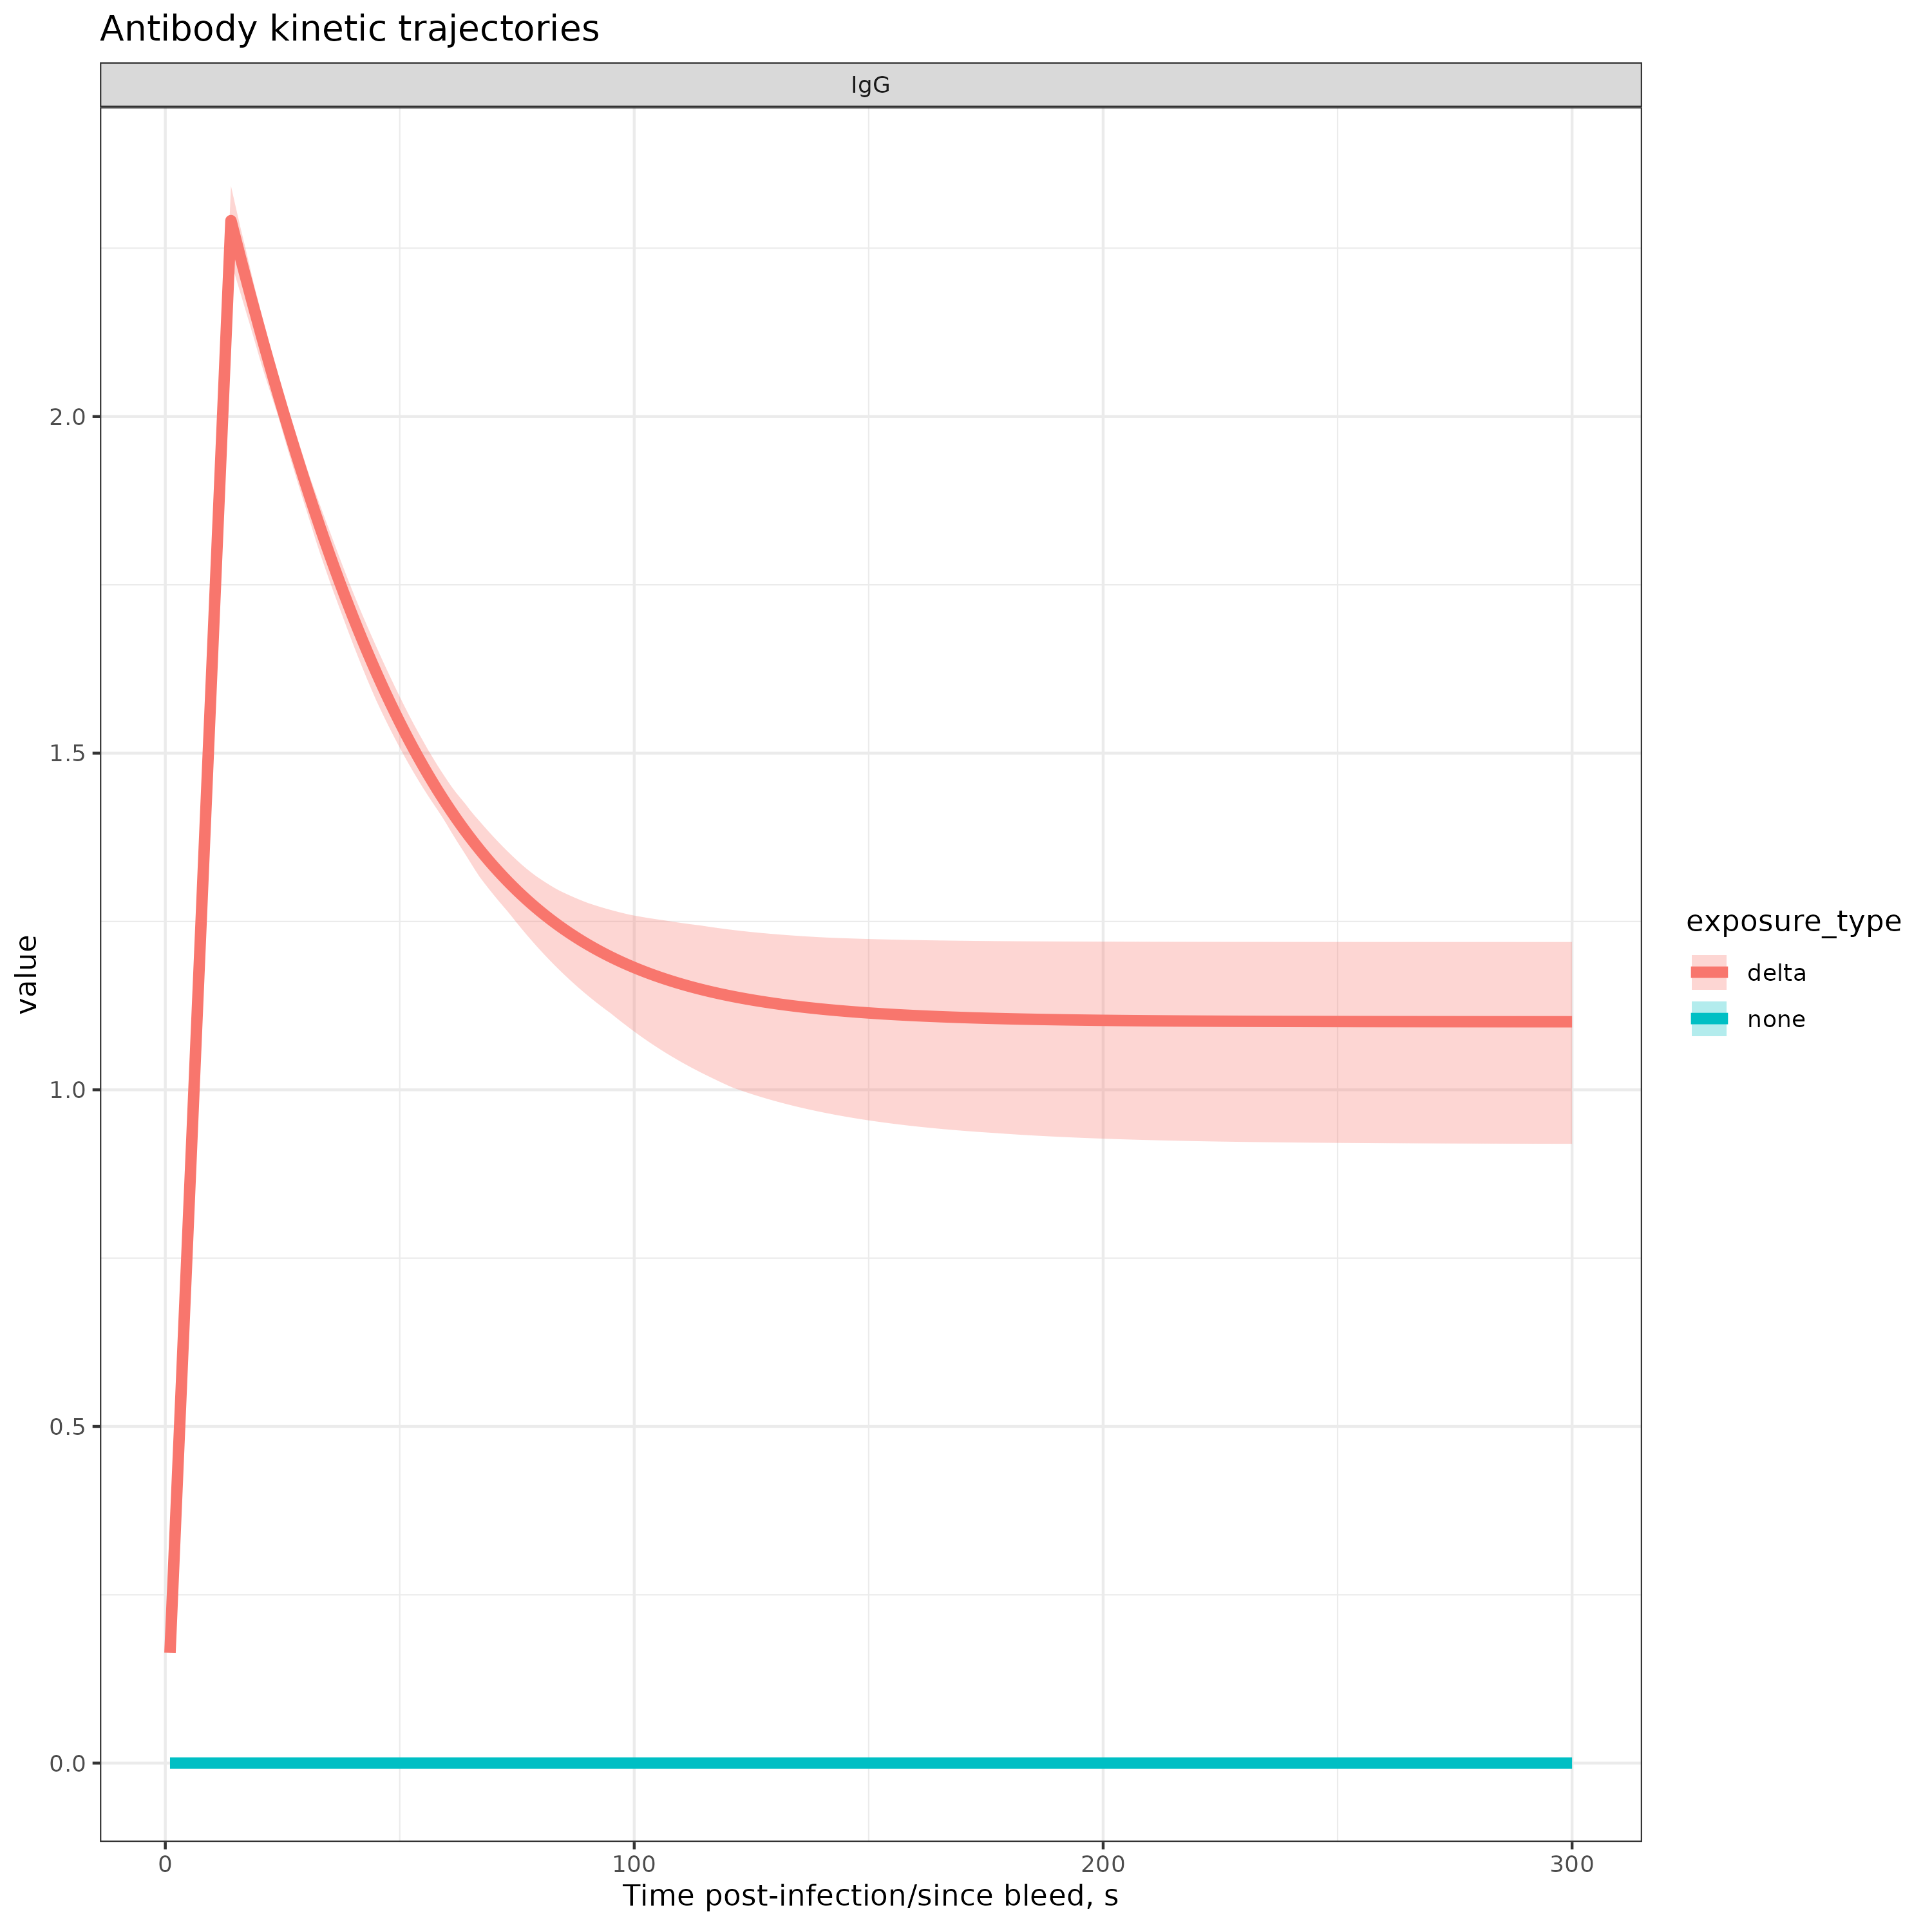 Antibody kinetic trajectories
IgG
value
2.0
1.5
1.0
0.5
0.0
0
100
200
300
Time post-infection/since bleed, s
exposure_type
delta
none